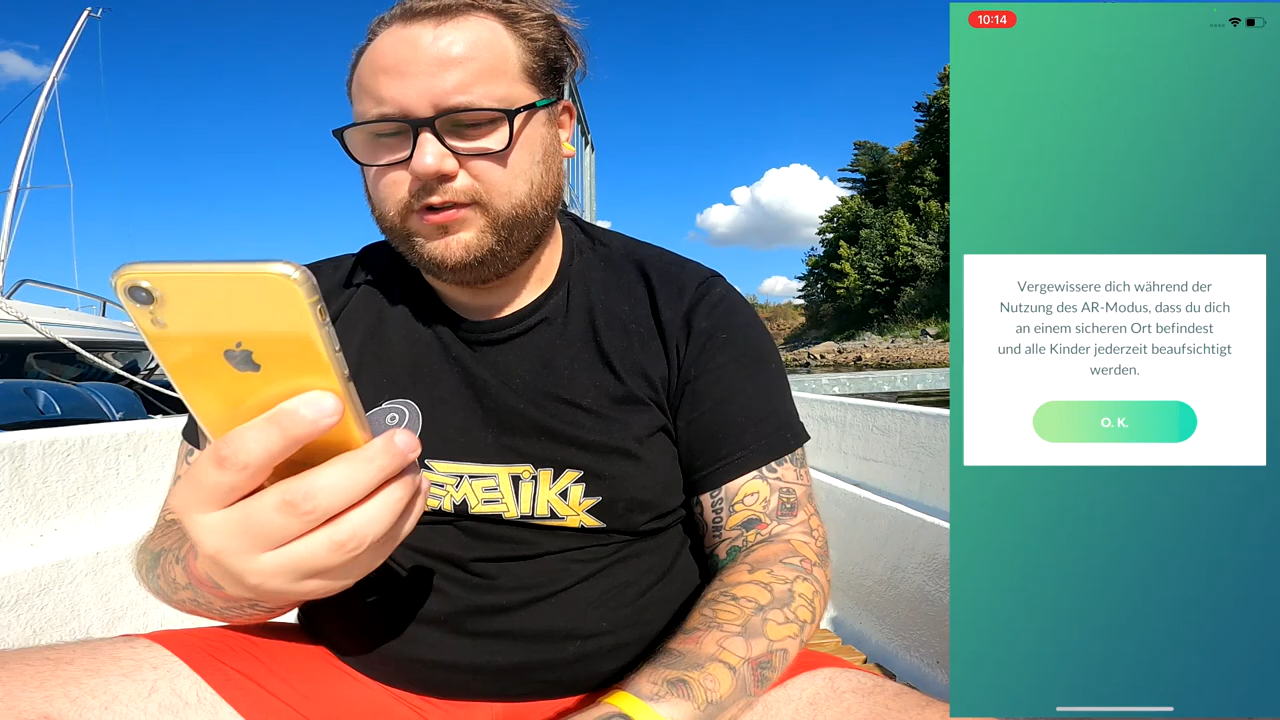 10:14
Vergewissere dich während der
Nutzung des AR-Modus, dass du dich
an einem sicheren Ort befindest
und alle Kinder jederzeit beaufsichtigt
werden.
O. K.